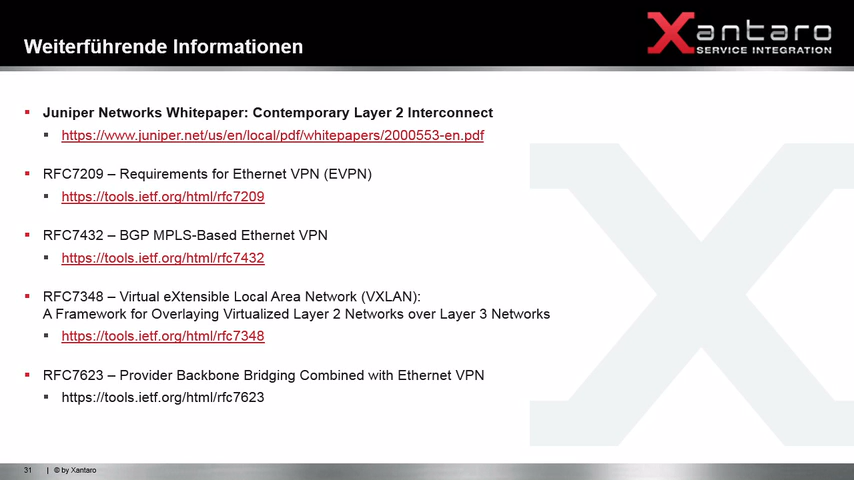 Weiterführende Informationen
Xantaro
SERVICE INTEGRATION
Juniper Networks Whitepaper: Contemporary Layer 2 Interconnect
https://www.juniper.net/us/en/local/pdf/whitepapers/2000553-en.pdf
RFC7209 – Requirements for Ethernet VPN (EVPN)
https://tools.ietf.org/html/rfc7209
RFC7432 – BGP MPLS-Based Ethernet VPN
https://tools.ietf.org/html/rfc7432
RFC7348 – Virtual eXtensible Local Area Network (VXLAN):
A Framework for Overlaying Virtualized Layer 2 Networks over Layer 3 Networks
https://tools.ietf.org/html/rfc7348
RFC7623 – Provider Backbone Bridging Combined with Ethernet VPN
https://tools.ietf.org/html/rfc7623
31 | © by Xantaro